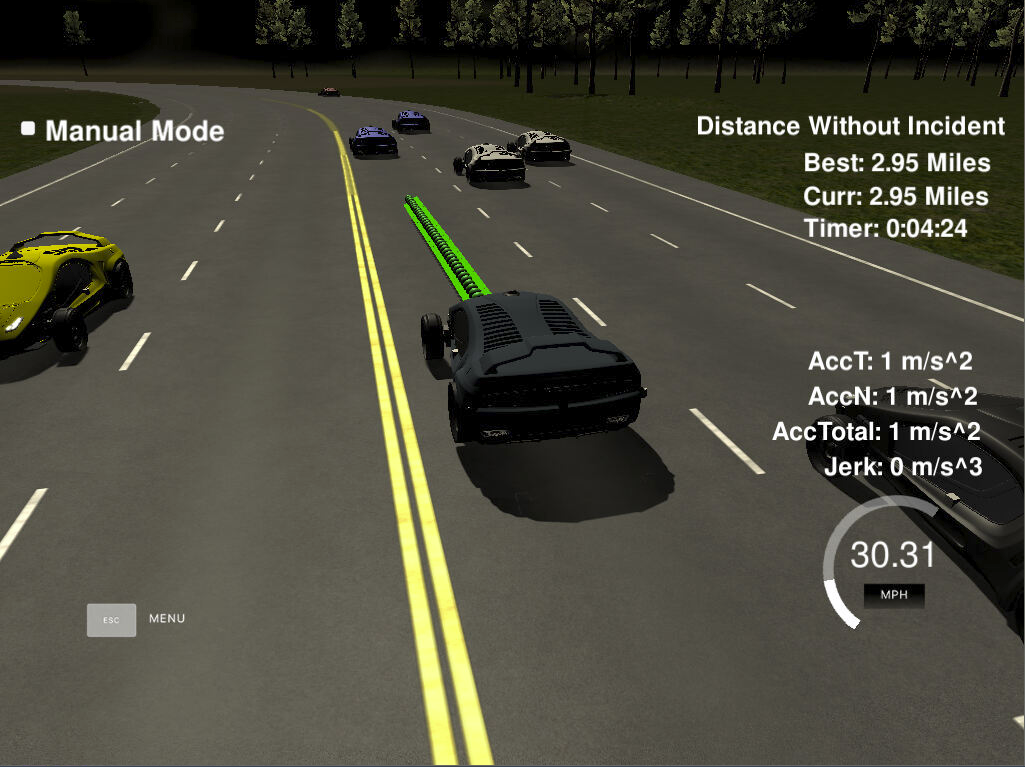 Manual Mode
Distance Without Incident
Best: 2.95 Miles
Curr: 2.95 Miles
Timer: 0:04:24
AccT: 1 m/s^2
AccN: 1 m/s^2
AccTotal: 1 m/s^2
Jerk: 0 m/s^3
30.31
MPH
ESC MENU